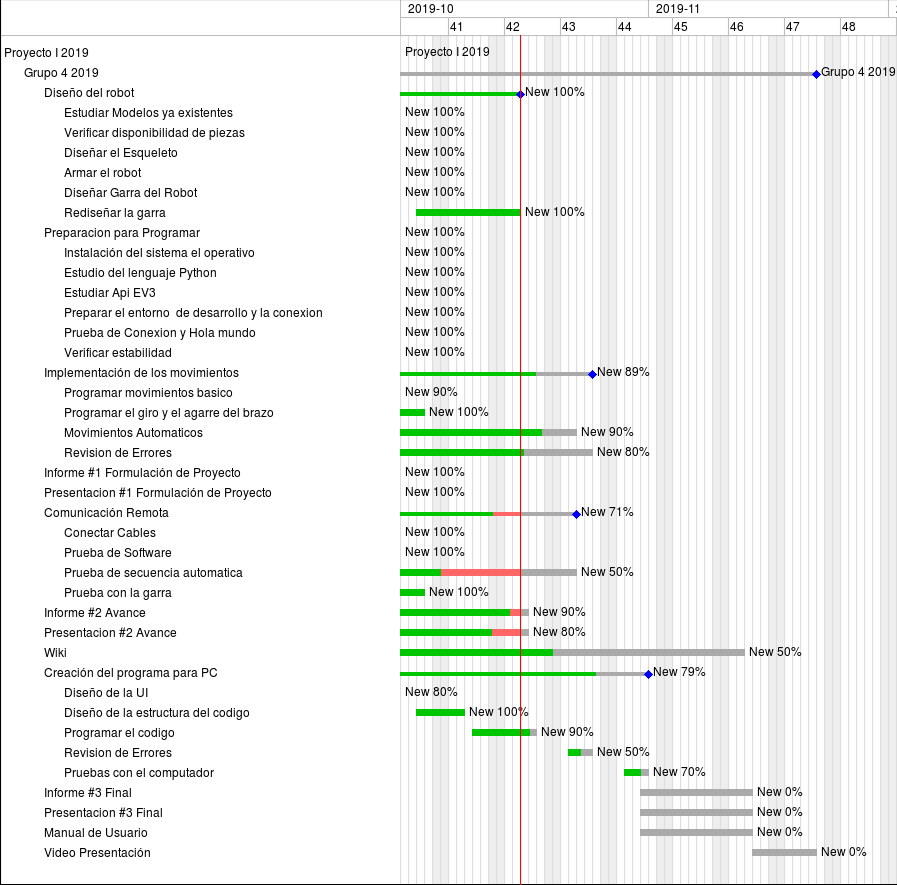 2019-10 2019-11
41 42 43 44 45 46 47 48
Proyecto I 2019 Proyecto I 2019
Grupo 4 2019 Grupo 4 2019
Diseño del robot New 100%
Estudiar Modelos ya existentes New 100%
Verificar disponibilidad de piezas New 100%
Diseñar el Esqueleto New 100%
Armar el robot New 100%
Diseñar Garra del Robot New 100%
Rediseñar la garra New 100%
Preparacion para Programar New 100%
Instalación del sistema el operativo New 100%
Estudio del lenguaje Python New 100%
Estudiar Api EV3 New 100%
Preparar el entorno  de desarrollo y la conexion New 100%
Prueba de Conexion y Hola mundo New 100%
Verificar estabilidad New 100%
Implementación de los movimientos New 89%
Programar movimientos basico New 90%
Programar el giro y el agarre del brazo New 100%
Movimientos Automaticos New 90%
Revision de Errores New 80%
Informe #1 Formulación de Proyecto New 100%
Presentacion #1 Formulación de Proyecto New 100%
Comunicación Remota New 71%
Conectar Cables New 100%
Prueba de Software New 100%
Prueba de secuencia automatica New 50%
Prueba con la garra New 100%
Informe #2 Avance New 90%
Presentacion #2 Avance New 80%
Wiki New 50%
Creación del programa para PC New 79%
Diseño de la UI New 80%
Diseño de la estructura del codigo New 100%
Programar el codigo New 90%
Revision de Errores New 50%
Pruebas con el computador New 70%
Informe #3 Final New 0%
Presentacion #3 Final New 0%
Manual de Usuario New 0%
Video Presentación New 0%